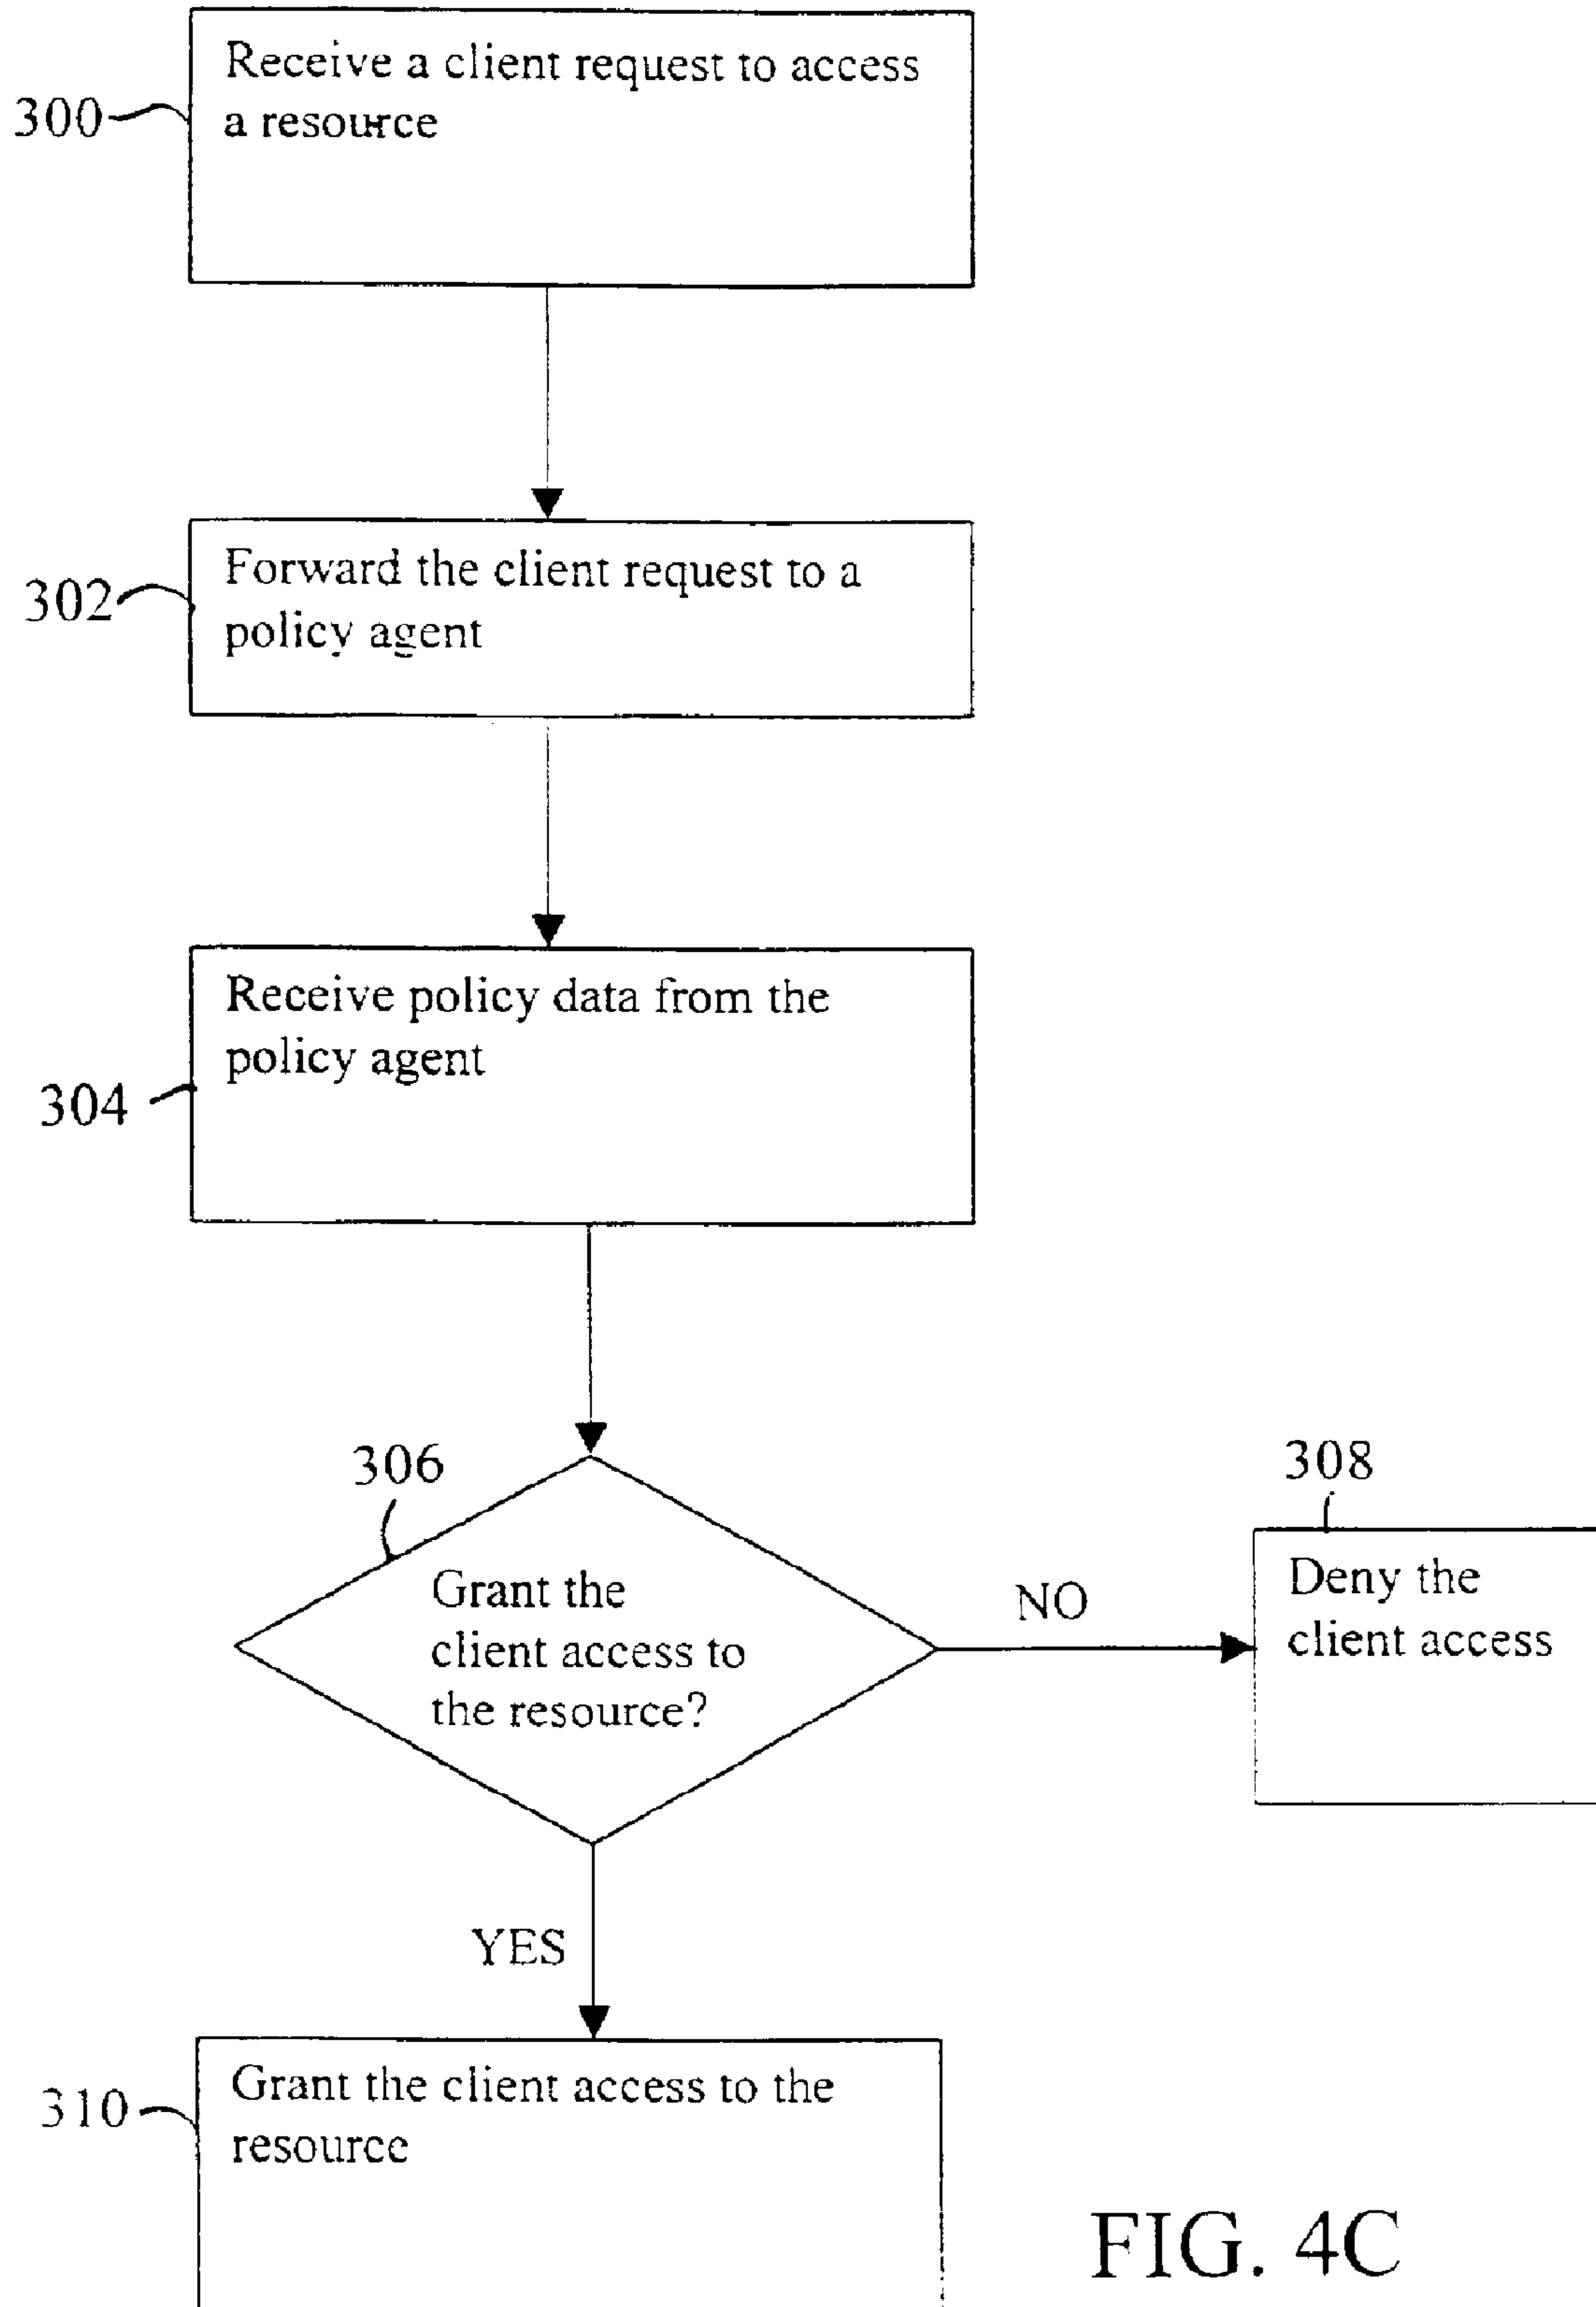 Receive a client request to access
a resource
300
Forward the client request to a
policy agent
302
Receive policy data from the
policy agent
304
306
Grant the
client access to
the resource?
NO
308
Deny the
client access
YES
Grant the client access to the
resource
310
FIG. 4C